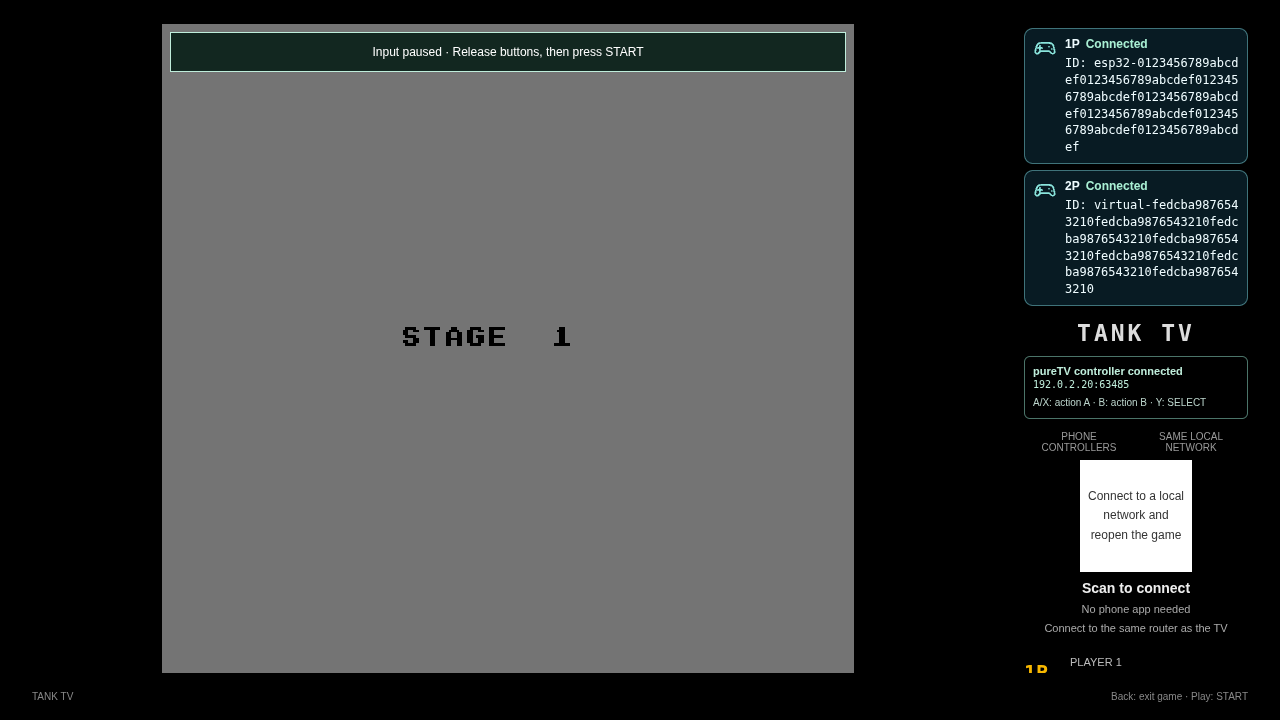 Input paused · Release buttons, then press START
STAGE 1
1P Connected
ID: esp32-0123456789abcd
ef0123456789abcdef012345
6789abcdef0123456789abcd
ef0123456789abcdef012345
6789abcdef0123456789abcd
ef
2P Connected
ID: virtual-fedcba987654
3210fedcba9876543210fedc
ba9876543210fedcba987654
3210fedcba9876543210fedc
ba9876543210fedcba987654
3210
TANK TV
pureTV controller connected
192.0.2.20:63485
A/X: action A · B: action B · Y: SELECT
PHONE CONTROLLERS
SAME LOCAL NETWORK
Connect to a local
network and
reopen the game
Scan to connect
No phone app needed
Connect to the same router as the TV
1P
PLAYER 1
TANK TV
Back: exit game · Play: START